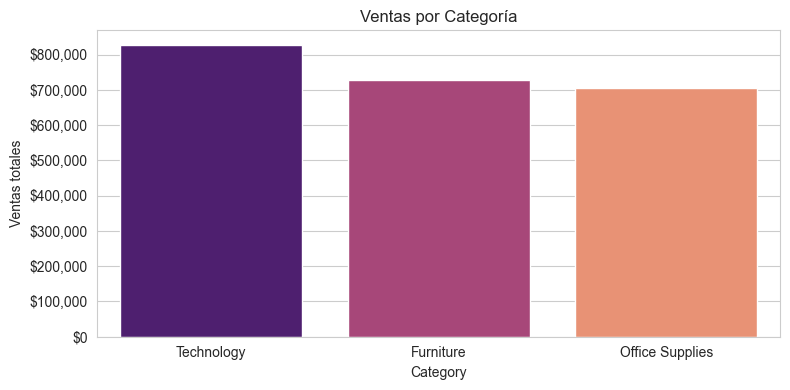 Ventas por Categoría
Ventas totales
$800,000
$700,000
$600,000
$500,000
$400,000
$300,000
$200,000
$100,000
$0
Technology
Furniture
Office Supplies
Category